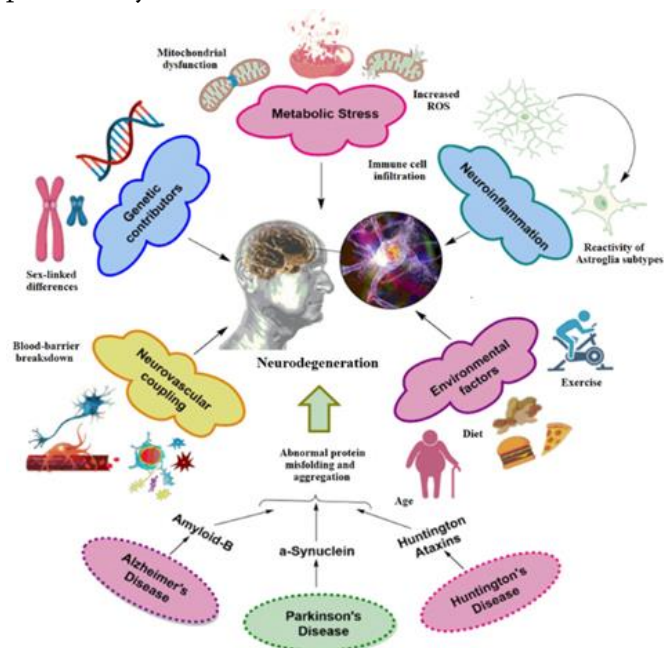 Mitochondrial
dysfunction
Increased
ROS
Metabolic Stress
Immune cell
infiltration
Neuroinflammation
Reactivity of
Astroglia subtypes
Genetic
contributors
Sex-linked
differences
Neurodegeneration
Blood-barrier
breakdown
Neurovascular
coupling
Environmental
factors
Exercise
Diet
Age
Abnormal protein
misfolding and
aggregation
Amyloid-B
a-Synuclein
Huntington
Ataxins
Alzheimer's
Disease
Parkinson's
Disease
Huntington's
Disease